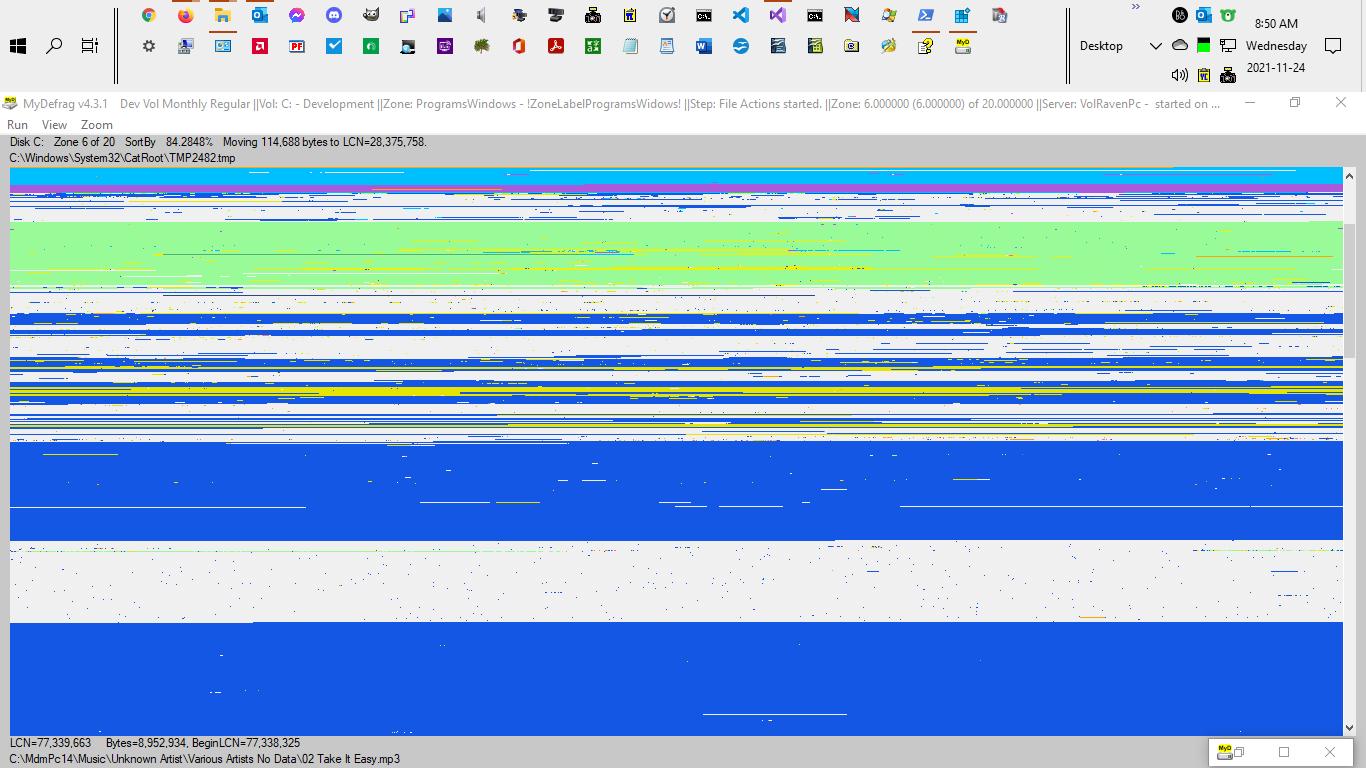 8:50 AM
Desktop
Wednesday
2021-11-24
MyDefrag v4.3.1 Dev Vol Monthly Regular ||Vol: C: - Development ||Zone: ProgramsWindows - !ZoneLabelProgramsWidows! ||Step: File Actions started. ||Zone: 6.000000 (6.000000) of 20.000000 ||Server: VolRavenPc - started on ...
Run View Zoom
Disk C: Zone 6 of 20 SortBy 84.2848% Moving 114,688 bytes to LCN=28,375,758.
C:\Windows\System32\CatRoot\TMP2482.tmp
LCN=77,339,663 Bytes=8,952,934, BeginLCN=77,338,325
C:\MdmPc14\Music\Unknown Artist\Various Artists No Data\02 Take It Easy.mp3
MyD